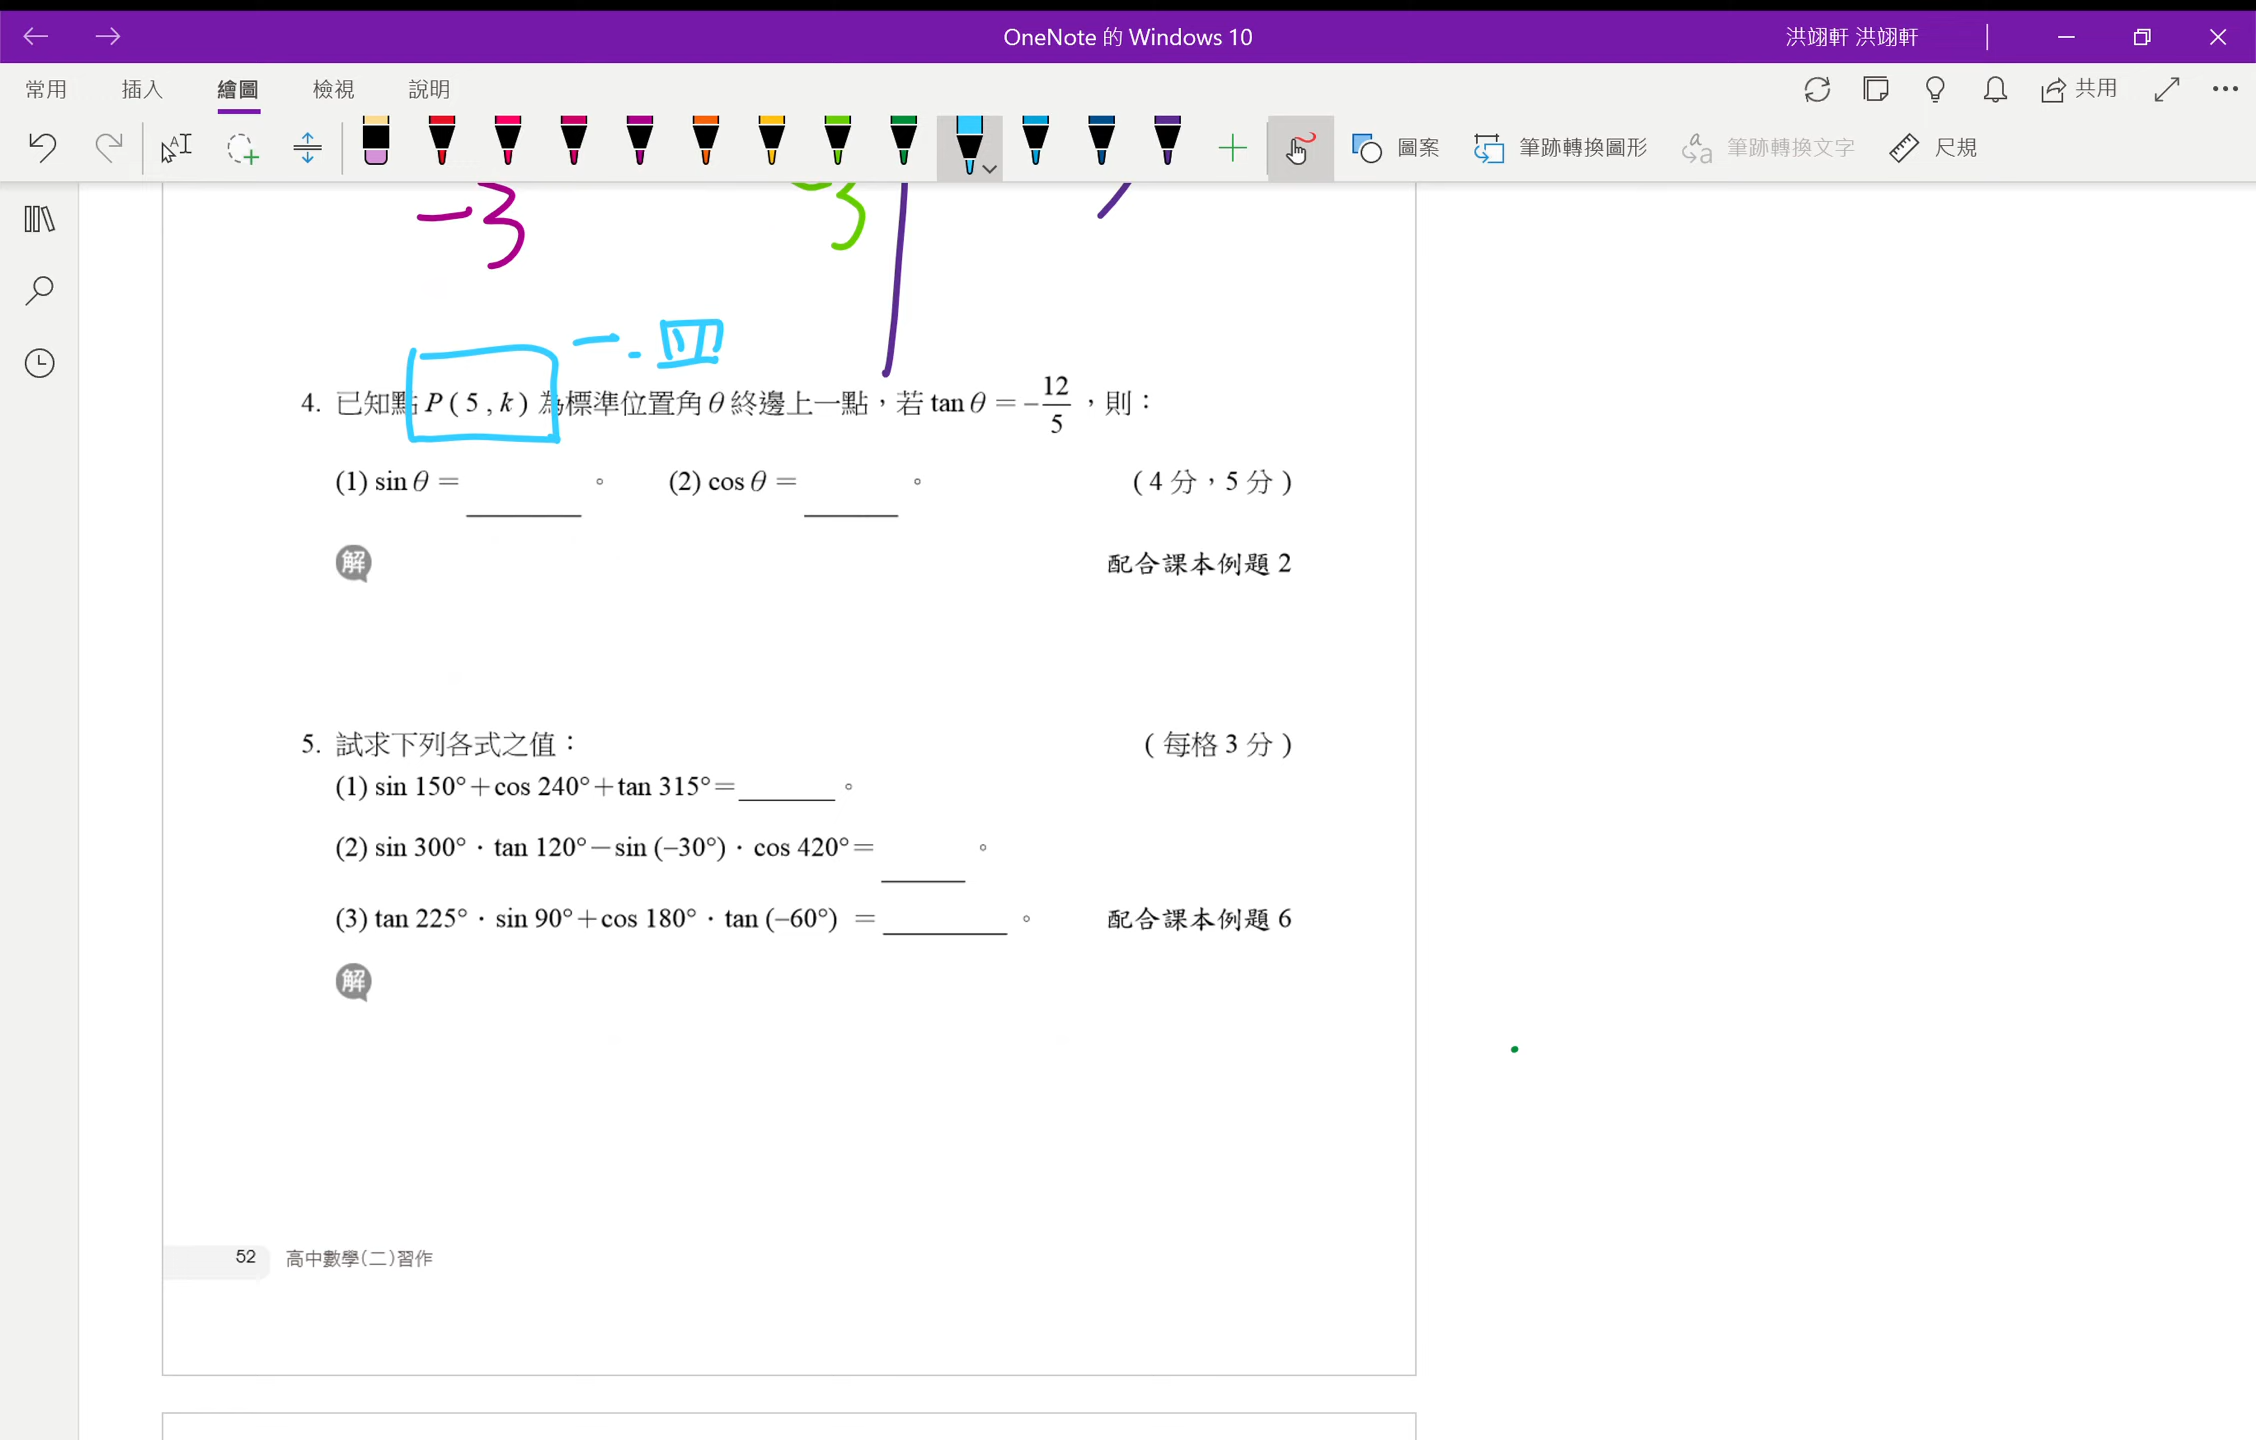 OneNote 的 Windows 10
洪翊軒 洪翊軒
常用 插入 繪圖 檢視 說明 共用
圖案 筆跡轉換圖形 筆跡轉換文字 尺規
-3
3
一.四
4. 已知點 P ( 5 , k ) 為標準位置角 θ 終邊上一點，若 tan θ = –12/5 ，則：
(1) sin θ = ______ 。 (2) cos θ = ______ 。 ( 4 分，5 分 )
解 配合課本例題 2
5. 試求下列各式之值： ( 每格 3 分 )
(1) sin 150°＋cos 240°＋tan 315°＝______ 。
(2) sin 300°．tan 120°－sin (–30°)．cos 420°＝ ______ 。
(3) tan 225°．sin 90°＋cos 180°．tan (–60°) ＝ ______ 。 配合課本例題 6
解
52 高中數學(二)習作